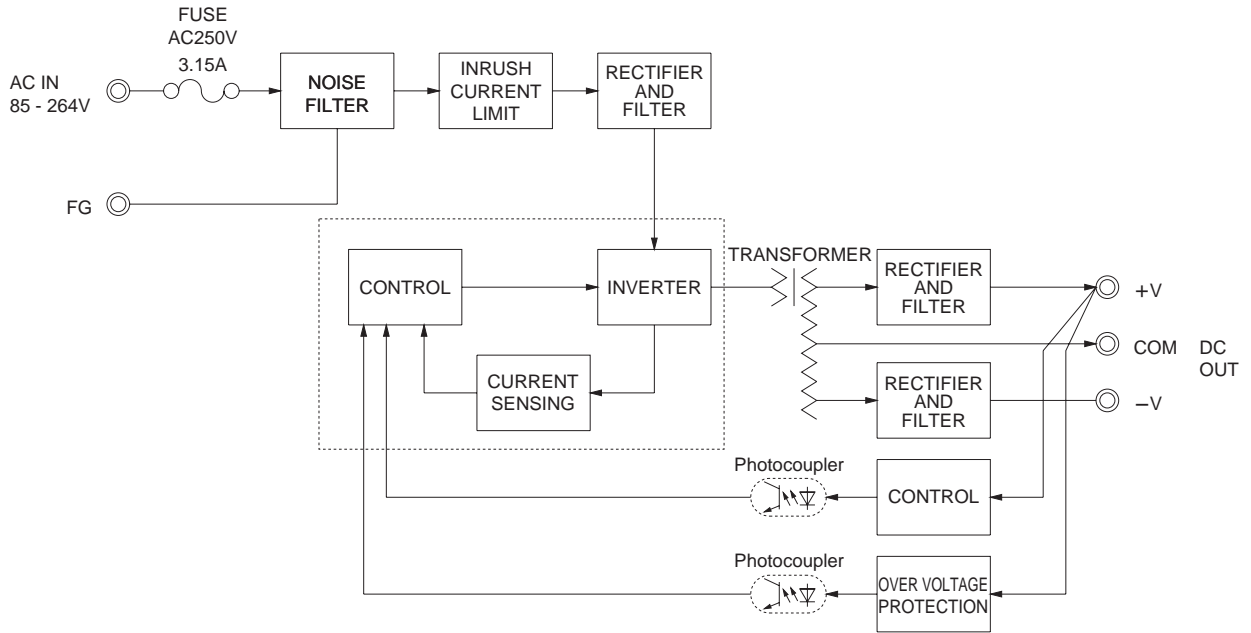 FUSE
AC250V
3.15A
AC IN
85 - 264V
NOISE
FILTER
INRUSH
CURRENT
LIMIT
RECTIFIER
AND
FILTER
FG
CONTROL
INVERTER
CURRENT
SENSING
TRANSFORMER
RECTIFIER
AND
FILTER
+V
COM
DC
OUT
RECTIFIER
AND
FILTER
−V
Photocoupler
CONTROL
Photocoupler
OVER VOLTAGE
PROTECTION